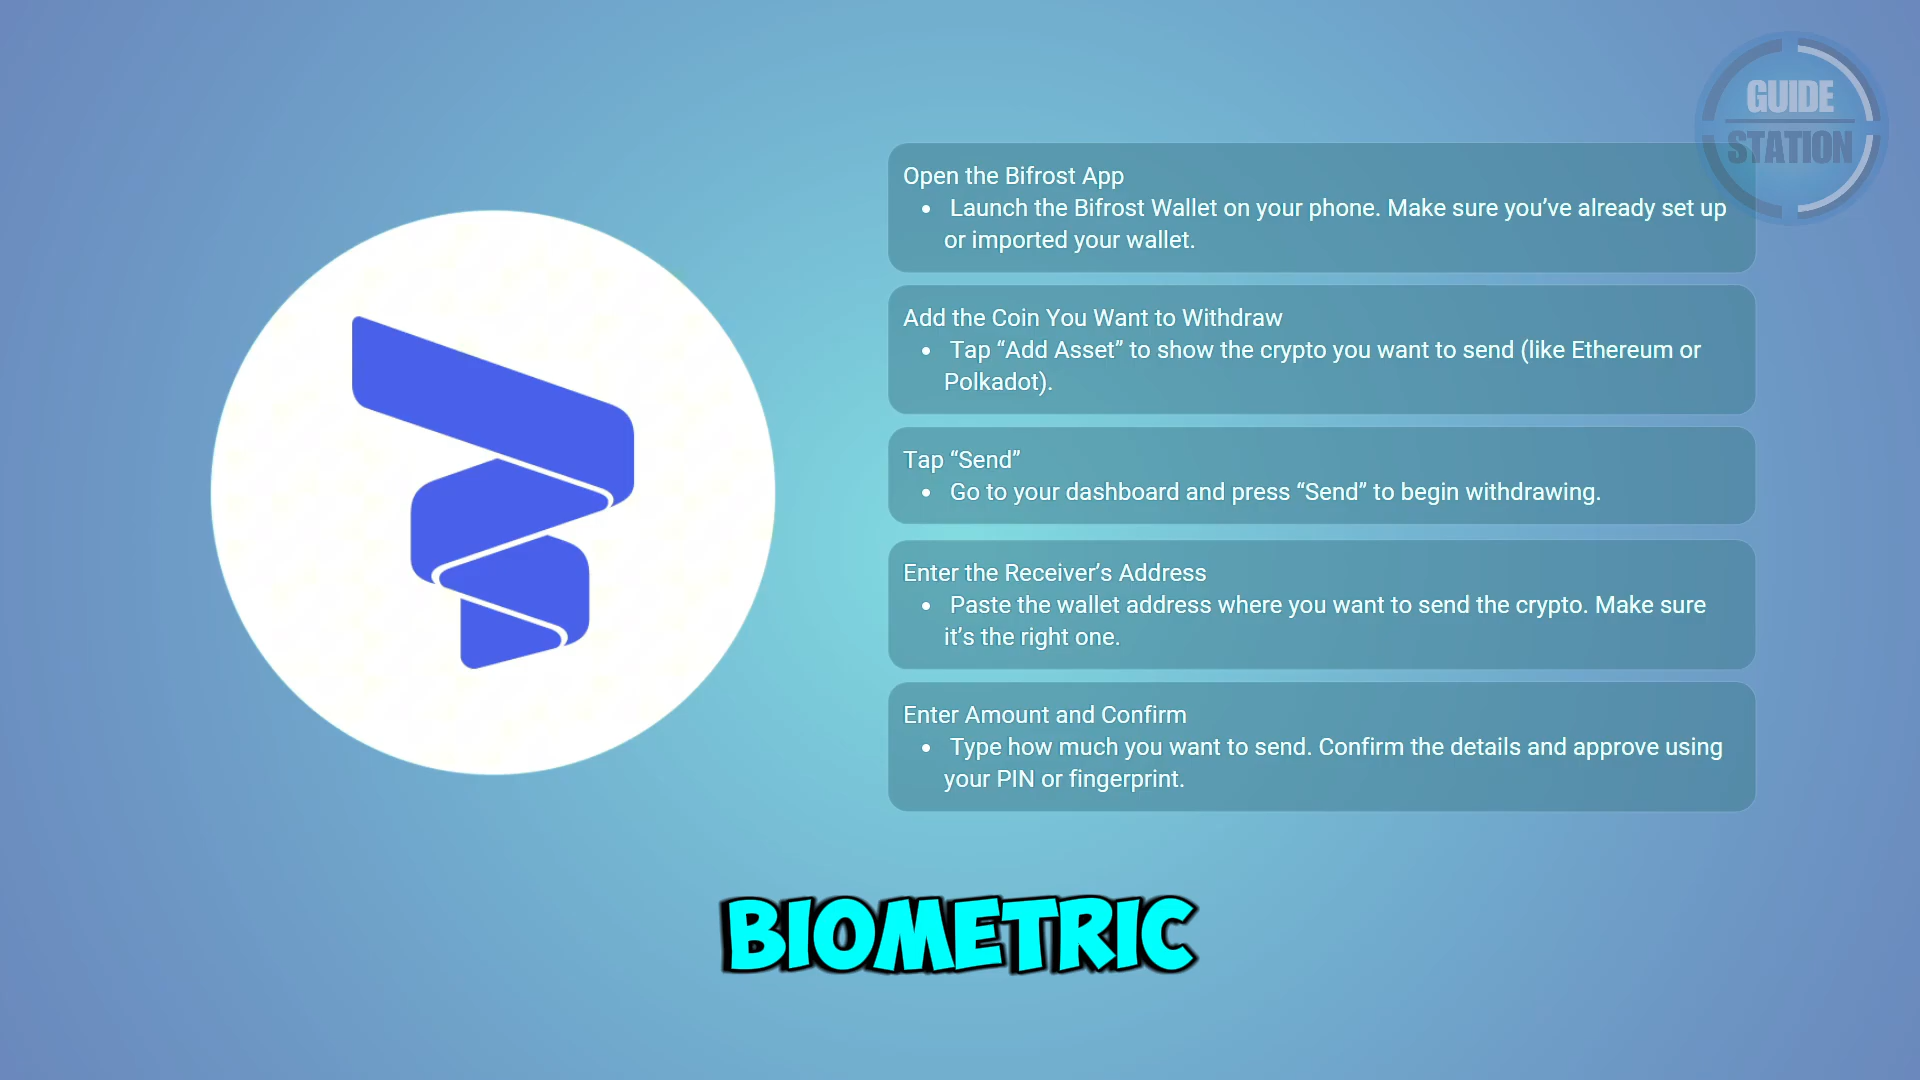 GUIDE
STATION
Open the Bifrost App
• Launch the Bifrost Wallet on your phone. Make sure you’ve already set up
or imported your wallet.
Add the Coin You Want to Withdraw
• Tap “Add Asset” to show the crypto you want to send (like Ethereum or
Polkadot).
Tap “Send”
• Go to your dashboard and press “Send” to begin withdrawing.
Enter the Receiver’s Address
• Paste the wallet address where you want to send the crypto. Make sure
it’s the right one.
Enter Amount and Confirm
• Type how much you want to send. Confirm the details and approve using
your PIN or fingerprint.
BIOMETRIC